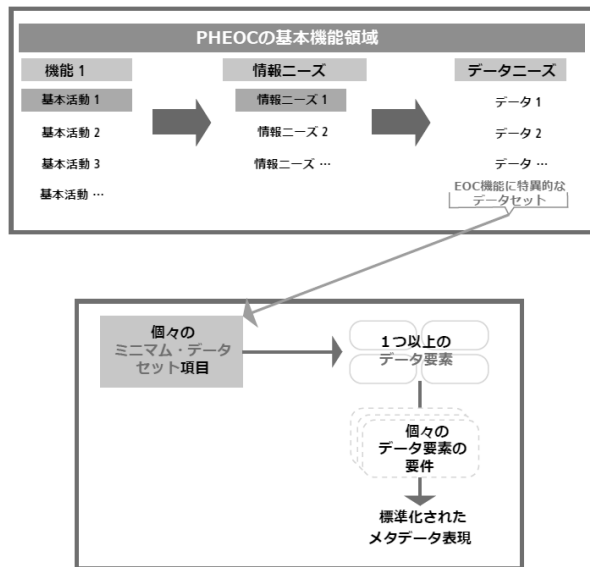 PHEOCの基本機能領域
機能 1
基本活動 1
基本活動 2
基本活動 3
基本活動 …
情報ニーズ
情報ニーズ 1
情報ニーズ 2
情報ニーズ …
データニーズ
データ 1
データ 2
データ …
EOC機能に特異的な
データセット
個々の
ミニマム・データ
セット項目
1つ以上の
データ要素
個々の
データ要素の
要件
標準化された
メタデータ表現